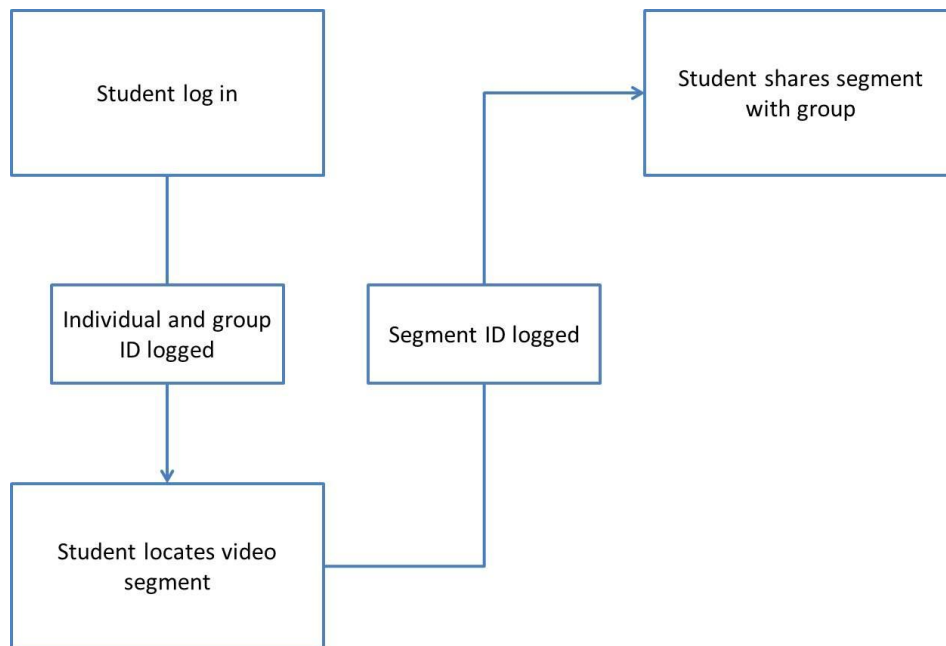 Student log in
Individual and group
ID logged
Student locates video
segment
Segment ID logged
Student shares segment
with group